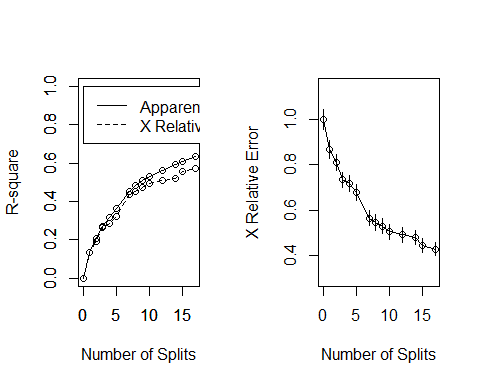 R-square
0.0 0.2 0.4 0.6 0.8 1.0
Apparen
X Relativ
0 5 10 15
Number of Splits
X Relative Error
0.4 0.6 0.8 1.0
0 5 10 15
Number of Splits